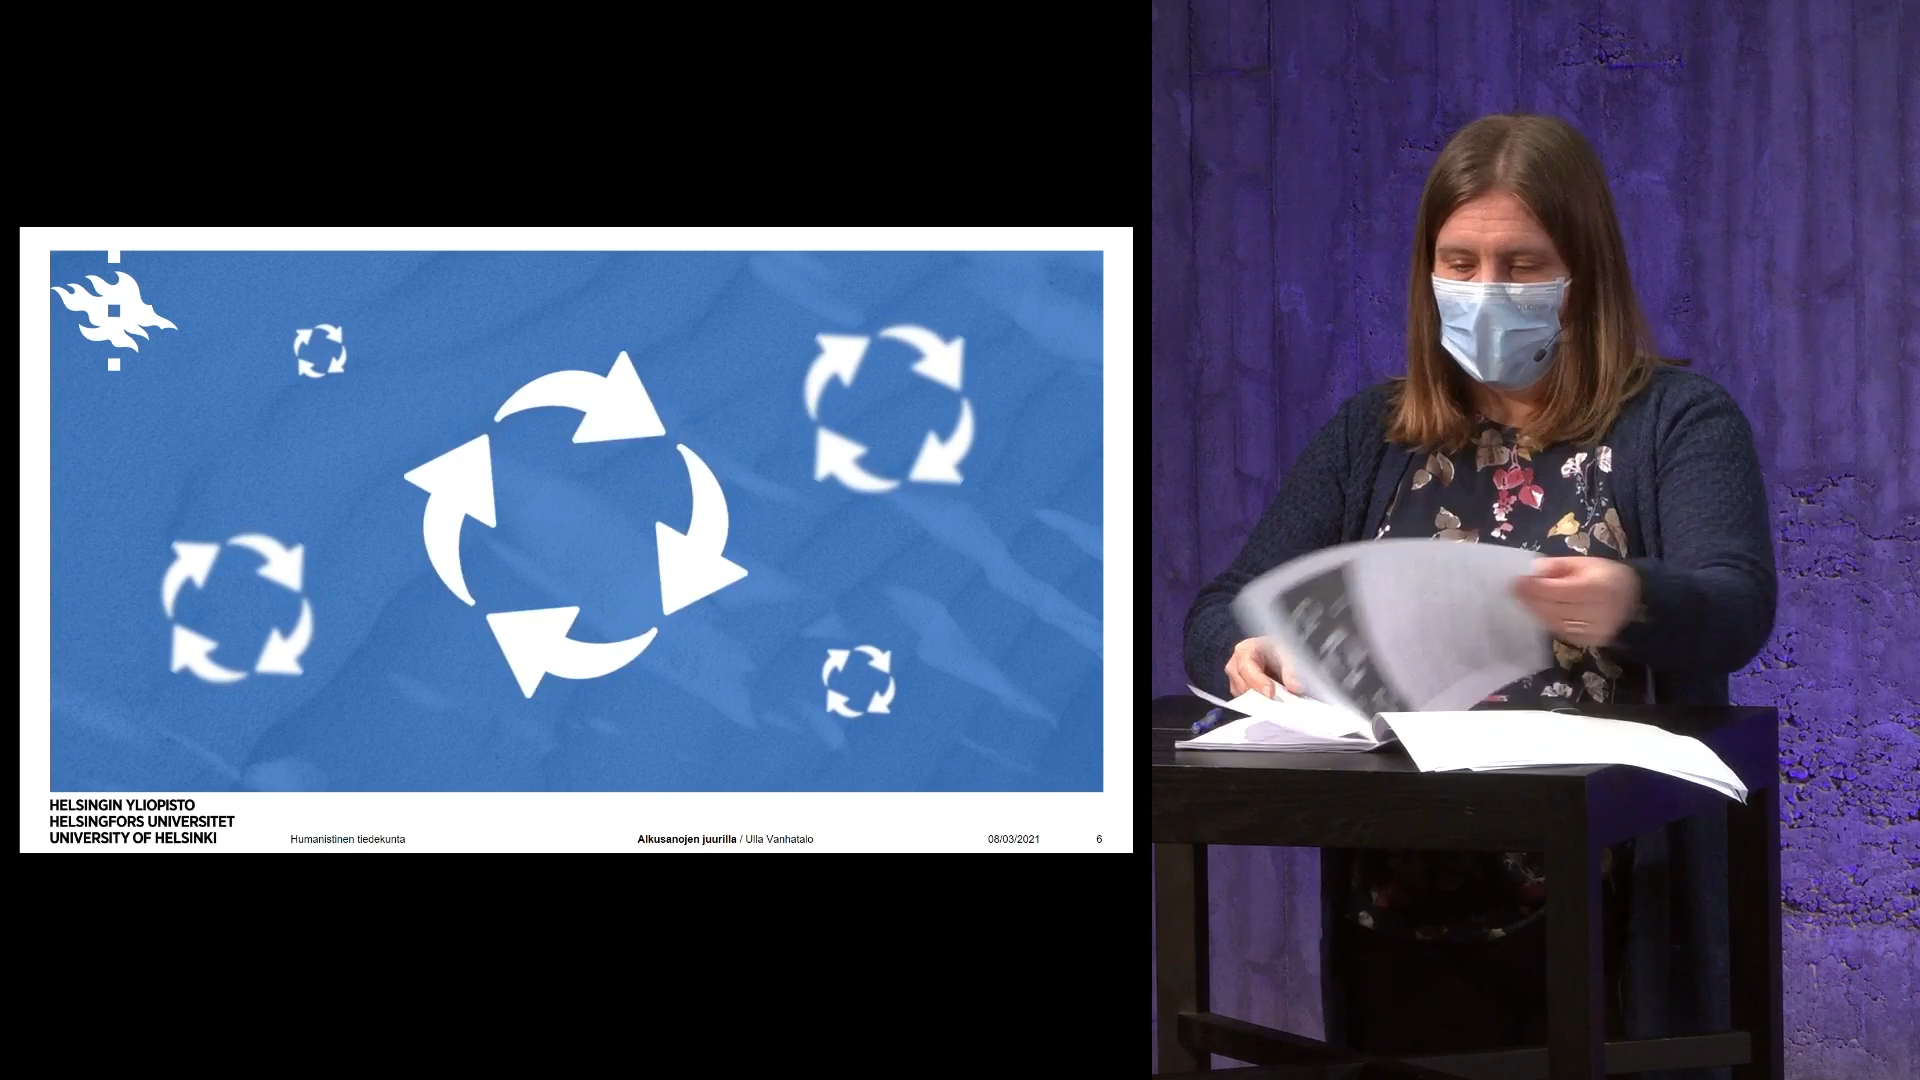 HELSINGIN YLIOPISTO
HELSINGFORS UNIVERSITET
UNIVERSITY OF HELSINKI
Humanistinen tiedekunta
Alkusanojen juurilla / Ulla Vanhatalo
08/03/2021
6